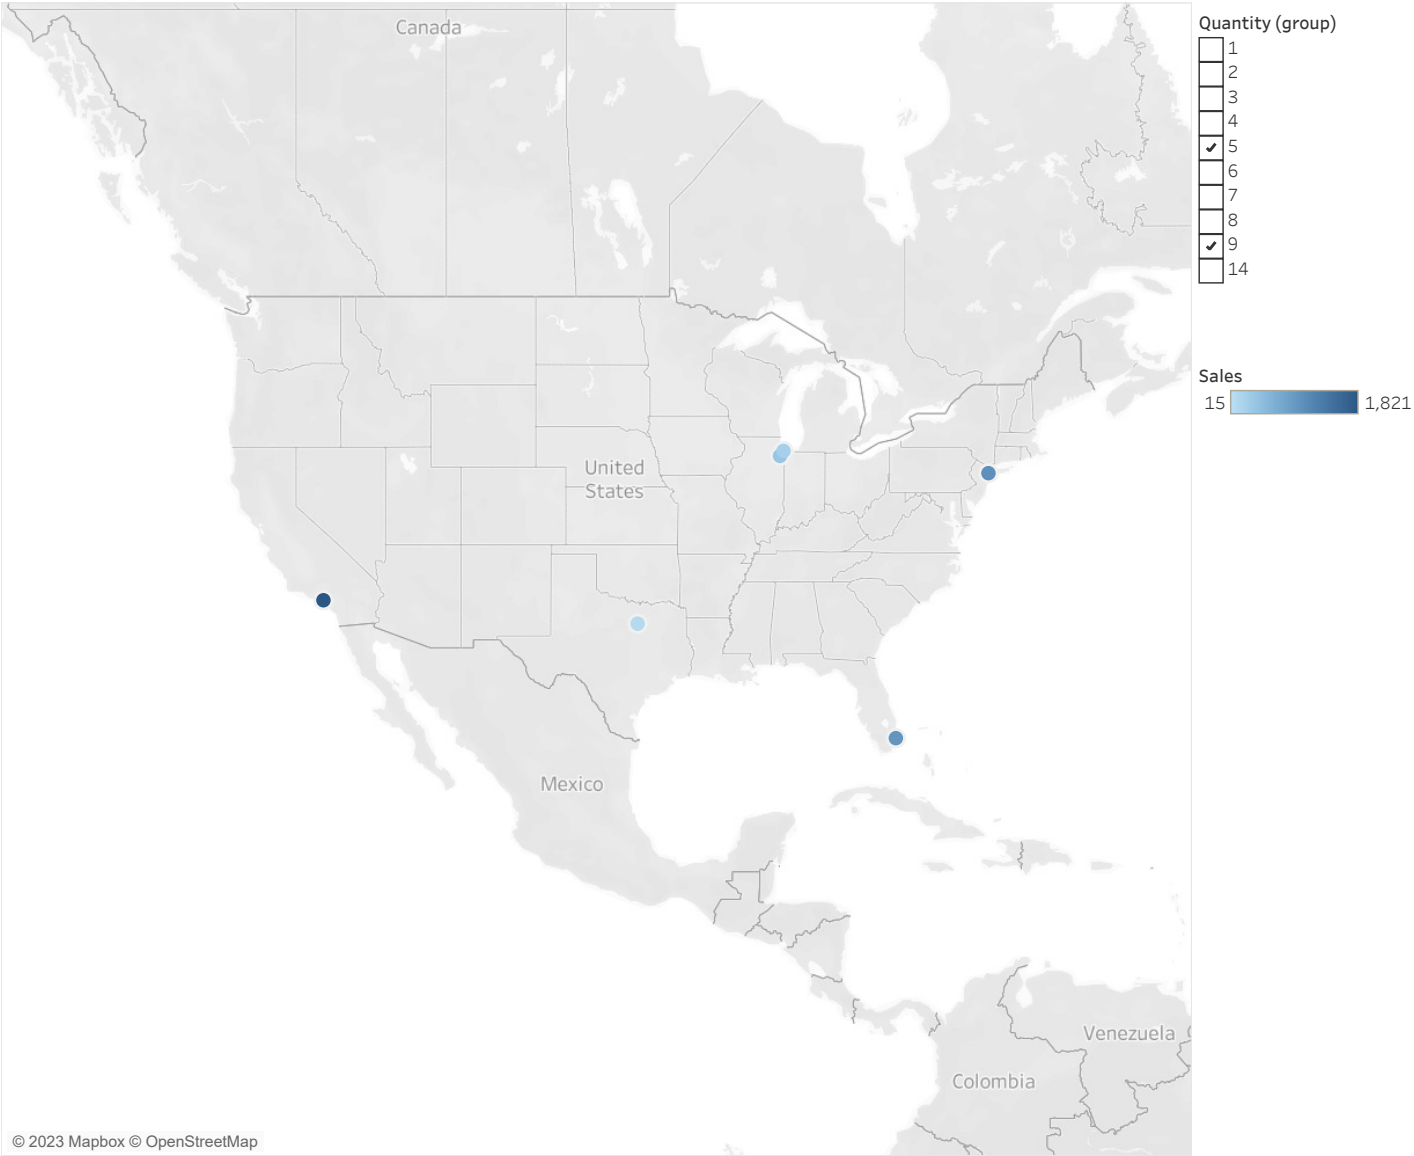 Canada
United
States
Mexico
Venezuela
Colombia
© 2023 Mapbox © OpenStreetMap
Quantity (group)
1
2
3
4
5
6
7
8
9
14
Sales
15 1,821